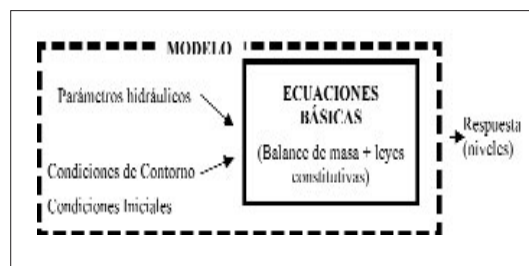 MODELO
Parámetros hidráulicos
Condiciones de Contorno
Condiciones Iniciales
ECUACIONES
BÁSICAS
(Balance de masa + leyes
constitutivas)
Respuesta
(niveles)